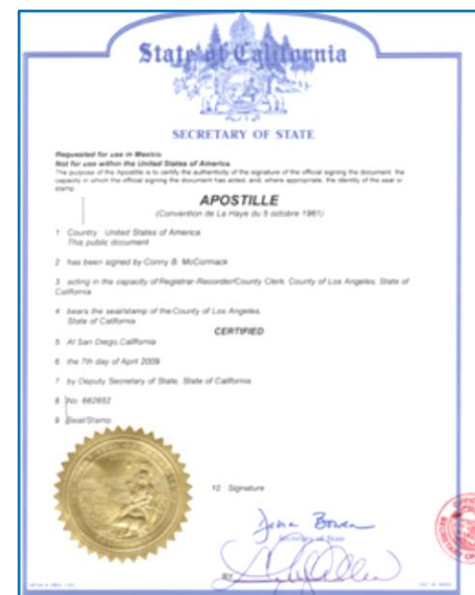 State of California
SECRETARY OF STATE
Requested for use in Mexico.
Not for use within the United States of America.
The purpose of the Apostille is to certify the authenticity of the signature of the official signing the document, the
capacity in which the official signing the document has acted, and, where appropriate, the identity of the seal or
stamp
APOSTILLE
(Convention de La Haye du 5 octobre 1961)
1 Country: United States of America
This public document
2 has been signed by Conny B. McCormack
3 acting in the capacity of Registrar-Recorder/County Clerk, County of Los Angeles, State of
California
4 bears the seal/stamp of the County of Los Angeles,
State of California
CERTIFIED
5 At San Diego, California
6 the 7th day of April 2009
7 by Deputy Secretary of State, State of California
8 No. 662652
9 Seal/Stamp:
10. Signature
Secretary of State
BY